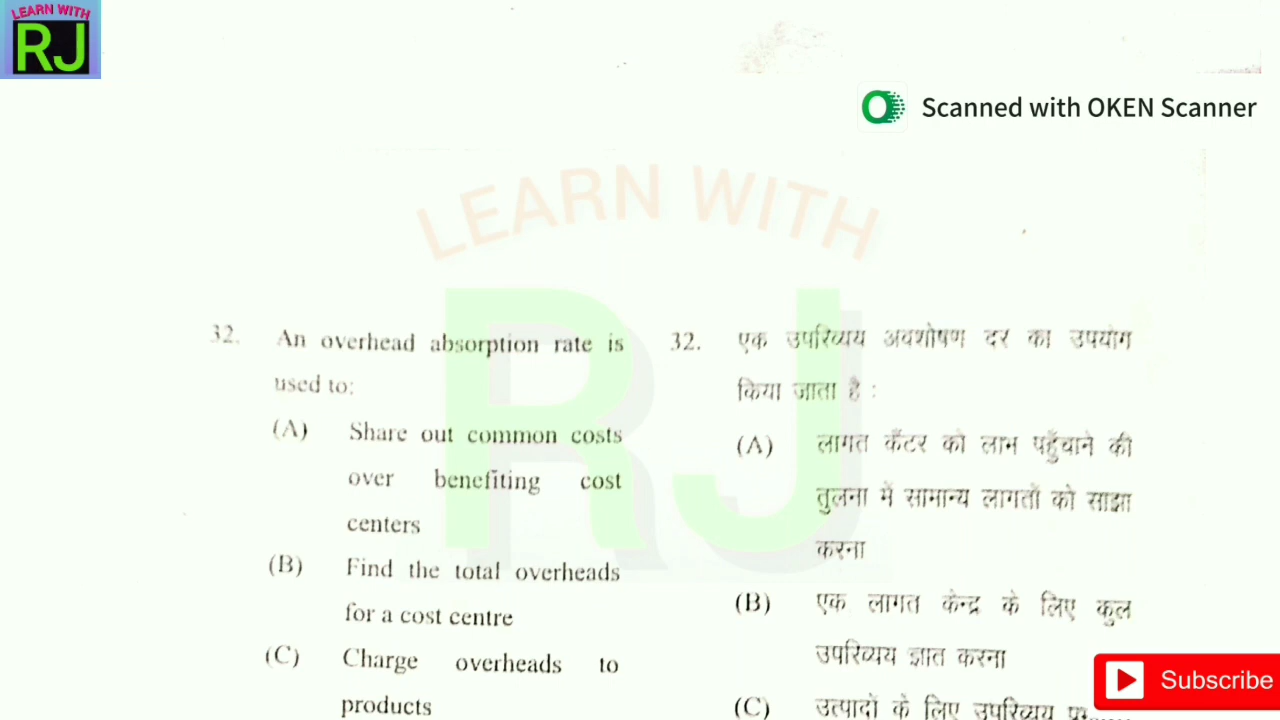 LEARN WITH
RJ
Scanned with OKEN Scanner
LEARN WITH
RJ
32. An overhead absorption rate is
used to:
(A) Share out common costs
over benefiting cost
centers
(B) Find the total overheads
for a cost centre
(C) Charge overheads to
products
32. एक उपरिव्यय अवशोषण दर का उपयोग
किया जाता है :
(A) लागत कैंटर को लाभ पहुँचाने की
तुलना में सामान्य लागतों को साझा
करना
(B) एक लागत केन्द्र के लिए कुल
उपरिव्यय ज्ञात करना
(C) उत्पादों के लिए उपरिव्यय
Subscribe